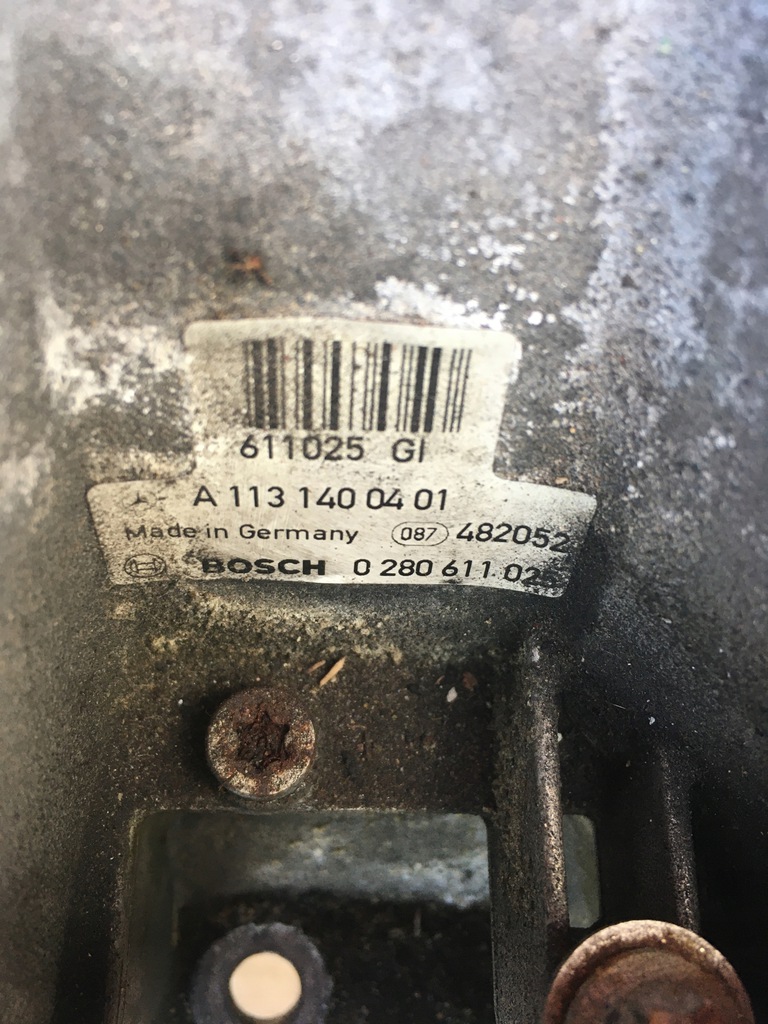 611025 GI
A 113 140 04 01
Made in Germany 087 482052
BOSCH 0 280 611 025